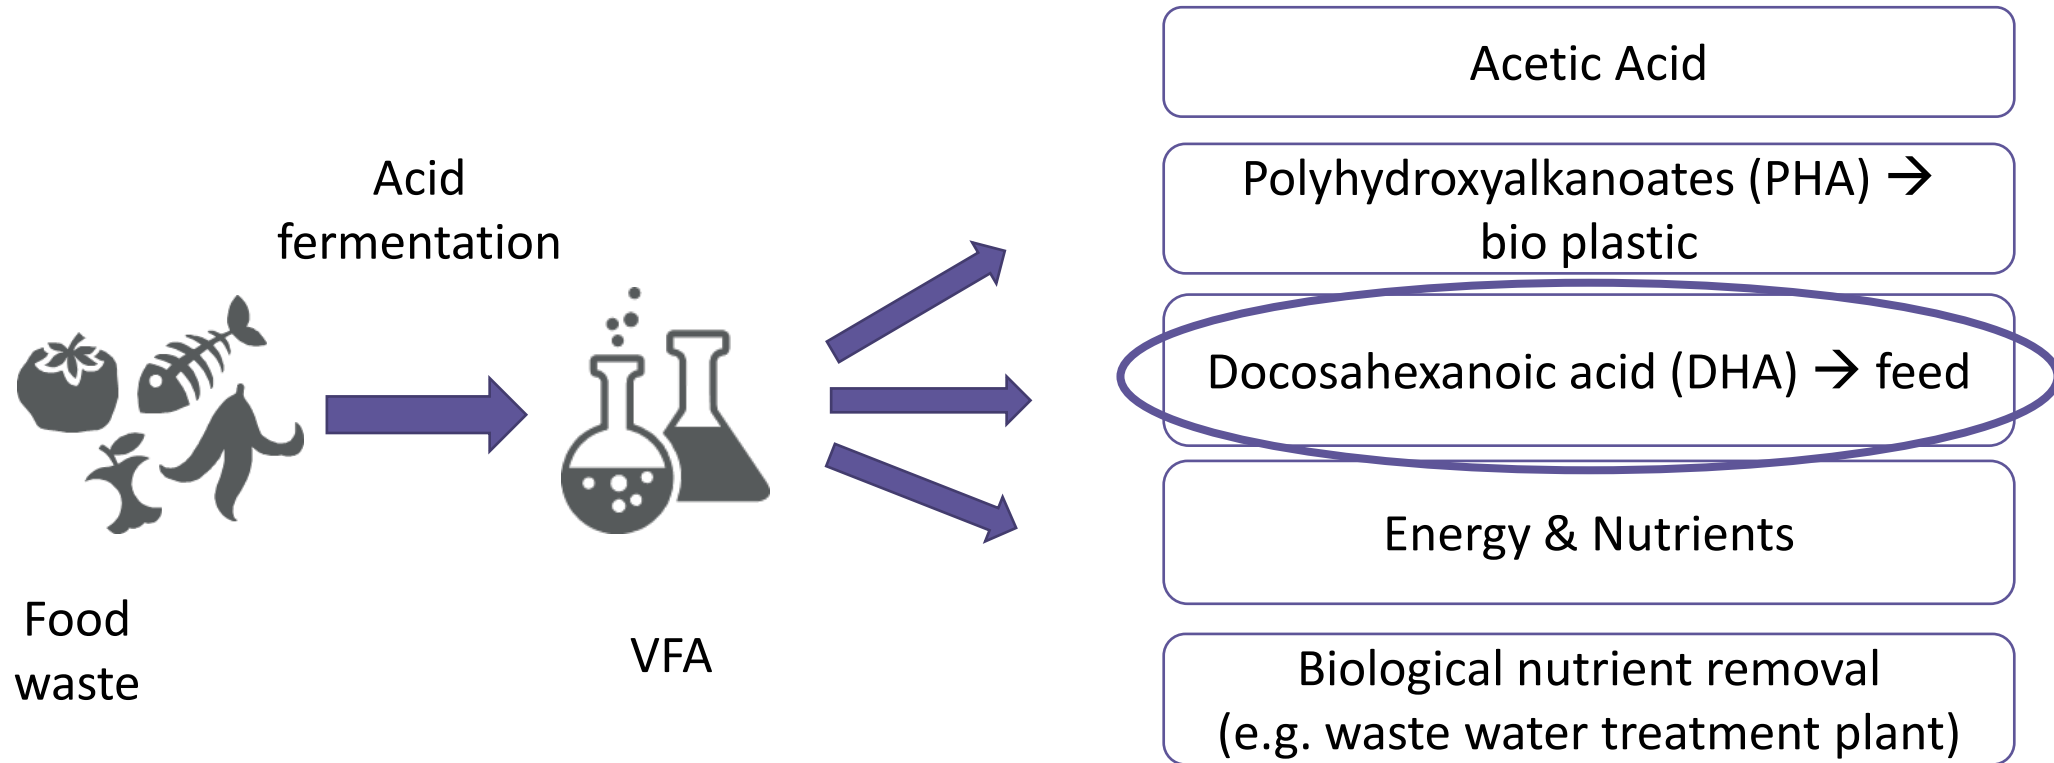 Acid
fermentation
Food
waste
VFA
Acetic Acid
Polyhydroxyalkanoates (PHA) →
bio plastic
Docosahexanoic acid (DHA) → feed
Energy & Nutrients
Biological nutrient removal
(e.g. waste water treatment plant)